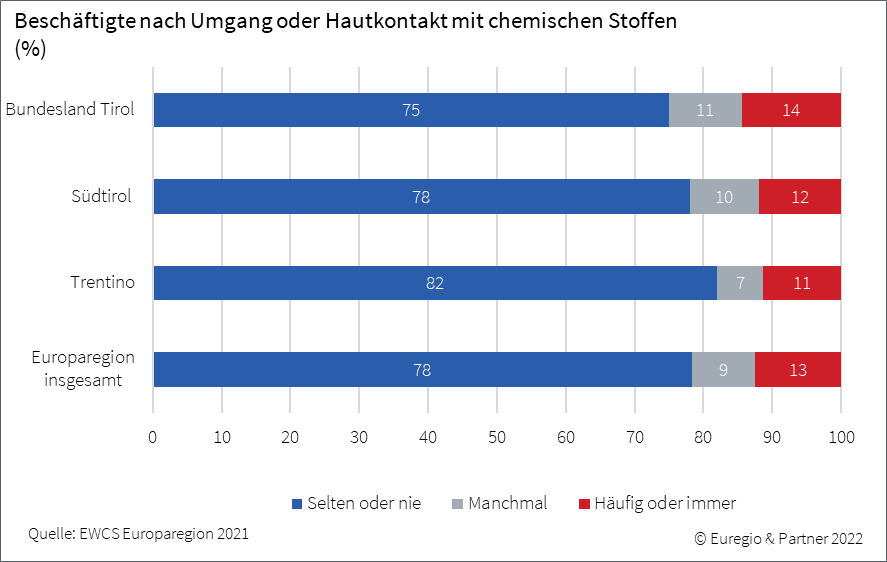 Beschäftigte nach Umgang oder Hautkontakt mit chemischen Stoffen
(%)
Bundesland Tirol 75 11 14
Südtirol 78 10 12
Trentino 82 7 11
Europaregion
insgesamt 78 9 13
0 10 20 30 40 50 60 70 80 90 100
Selten oder nie Manchmal Häufig oder immer
Quelle: EWCS Europaregion 2021
© Euregio & Partner 2022